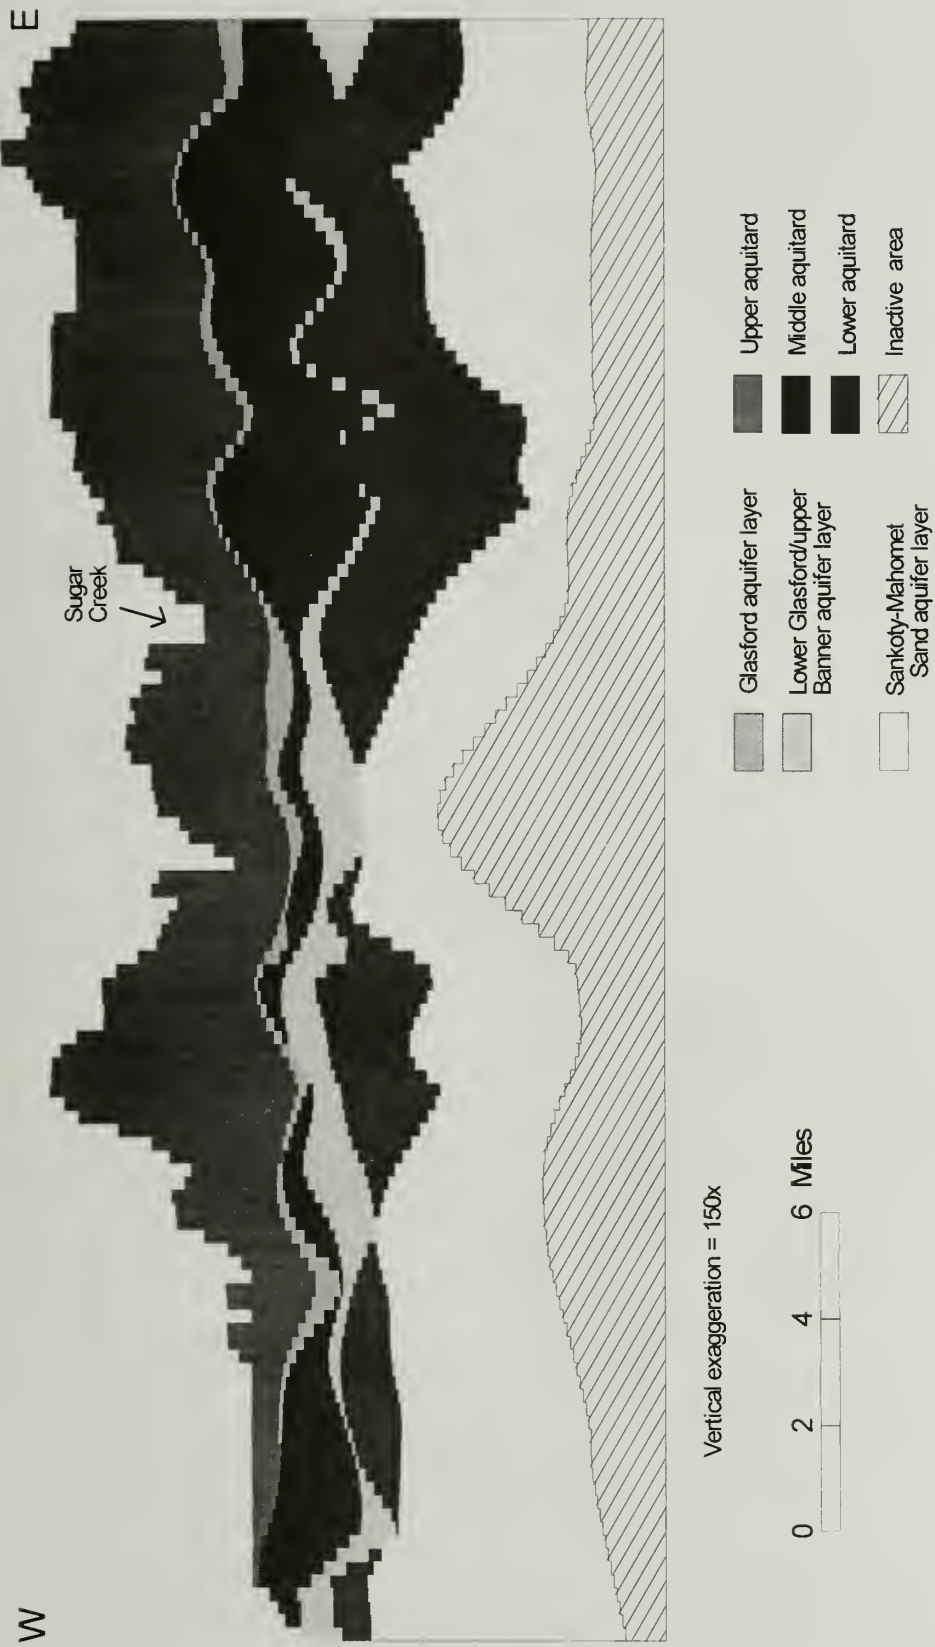 W
E
Sugar
Creek
Vertical exaggeration = 150x
0 2 4 6 Miles
Glasford aquifer layer
Lower Glasford/upper
Banner aquifer layer
Sankoty-Mahomet
Sand aquifer layer
Upper aquitard
Middle aquitard
Lower aquitard
Inactive area